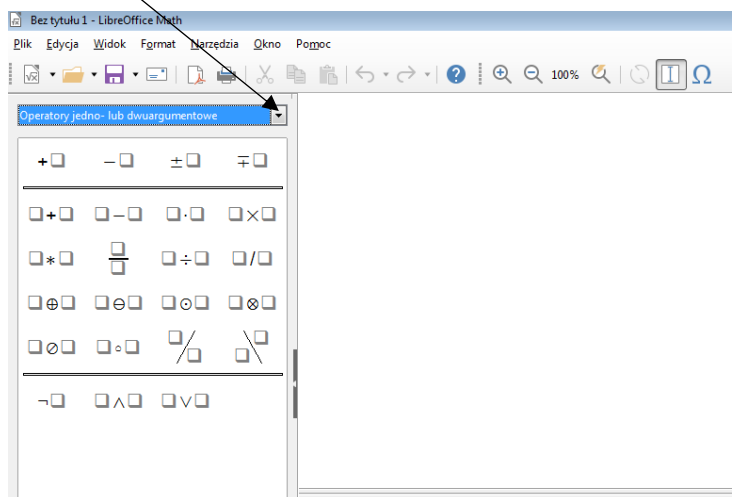 Bez tytułu 1 - LibreOffice Math
Plik Edycja Widok Format Narzędzia Okno Pomoc
100%
Operatory jedno- lub dwuargumentowe
+□ −□ ±□ ∓□
□+□ □−□ □·□ □×□
□∗□ □/□ □÷□ □/□
□⊕□ □⊖□ □⊙□ □⊗□
□⊘□ □∘□ □/□ □\□
¬□ □∧□ □∨□